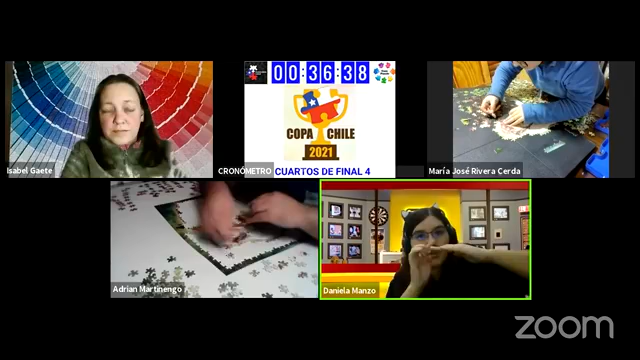 00:36:38
COPA CHILE
2021
Isabel Gaete
CRONÓMETRO
CUARTOS DE FINAL 4
María José Rivera Cerda
Adrian Martinengo
Daniela Manzo
zoom